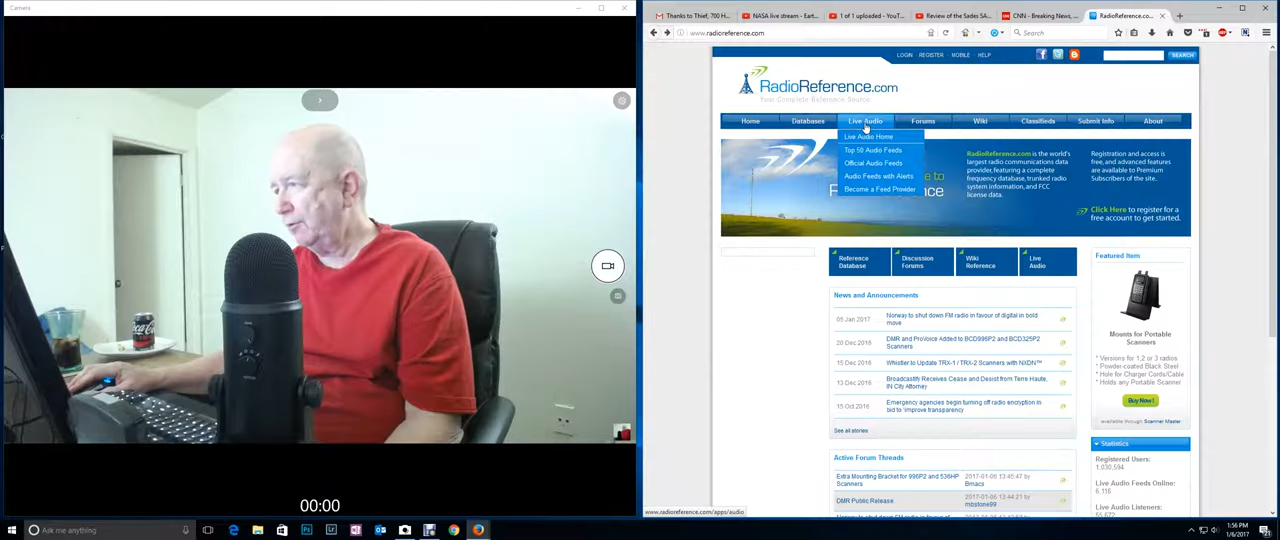 Camera
00:00
Thanks to Thief, 700 H...
NASA live stream - Eart...
1 of 1 uploaded - YouT...
Review of the Sades SA...
CNN - Breaking News, ...
RadioReference.co...
www.radioreference.com
Search
LOGIN REGISTER MOBILE HELP
SEARCH
RadioReference.com
Your Complete Reference Source
Home Databases Live Audio Forums Wiki Classifieds Submit Info About
Live Audio Home
Top 50 Audio Feeds
Official Audio Feeds
Audio Feeds with Alerts
Become a Feed Provider
RadioReference.com is the world's
largest radio communications data
provider, featuring a complete
frequency database, trunked radio
system information, and FCC
license data.
Registration and access is
free, and advanced features
are available to Premium
Subscribers of the site.
Click Here to register for a
free account to get started.
Reference
Database
Discussion
Forums
Wiki
Reference
Live
Audio
News and Announcements
05 Jan 2017 Norway to shut down FM radio in favour of digital in bold
move
20 Dec 2016 DMR and ProVoice Added to BCD996P2 and BCD325P2
Scanners
15 Dec 2016 Whistler to Update TRX-1 / TRX-2 Scanners with NXDN™
13 Dec 2016 Broadcastify Receives Cease and Desist from Terre Haute,
IN City Attorney
15 Oct 2016 Emergency agencies begin turning off radio encryption in
bid to 'improve transparency
See all stories
Active Forum Threads
Extra Mounting Bracket for 996P2 and 536HP
Scanners
2017-01-06 13:45:47 by
Bmacs
DMR Public Release
2017-01-06 13:44:21 by
mbstone99
Featured Item
Mounts for Portable
Scanners
* Versions for 1,2 or 3 radios
* Powder-coated Black Steel
* Hole for Charger Cords/Cable
* Holds any Portable Scanner
Buy Now!
available through Scanner Master
Statistics
Registered Users:
1,030,594
Live Audio Feeds Online:
6,116
Live Audio Listeners:
55,672
www.radioreference.com/apps/audio
Ask me anything
1:56 PM
1/6/2017